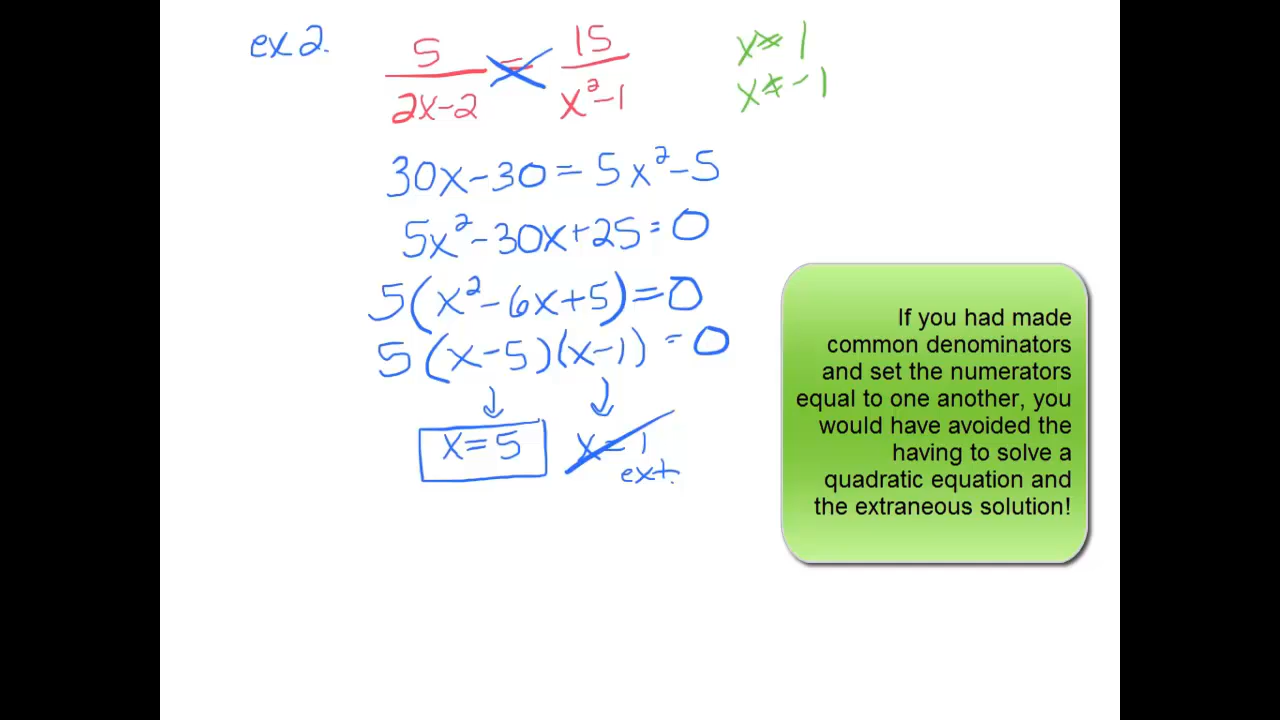 ex 2.
5/(2x-2) = 15/(x²-1)
x ≠ 1
x ≠ -1
30x-30 = 5x²-5
5x²-30x+25=0
5(x²-6x+5)=0
5(x-5)(x-1)=0
↓ ↓
x=5 x=1
ext.
If you had made
common denominators
and set the numerators
equal to one another, you
would have avoided the
having to solve a
quadratic equation and
the extraneous solution!